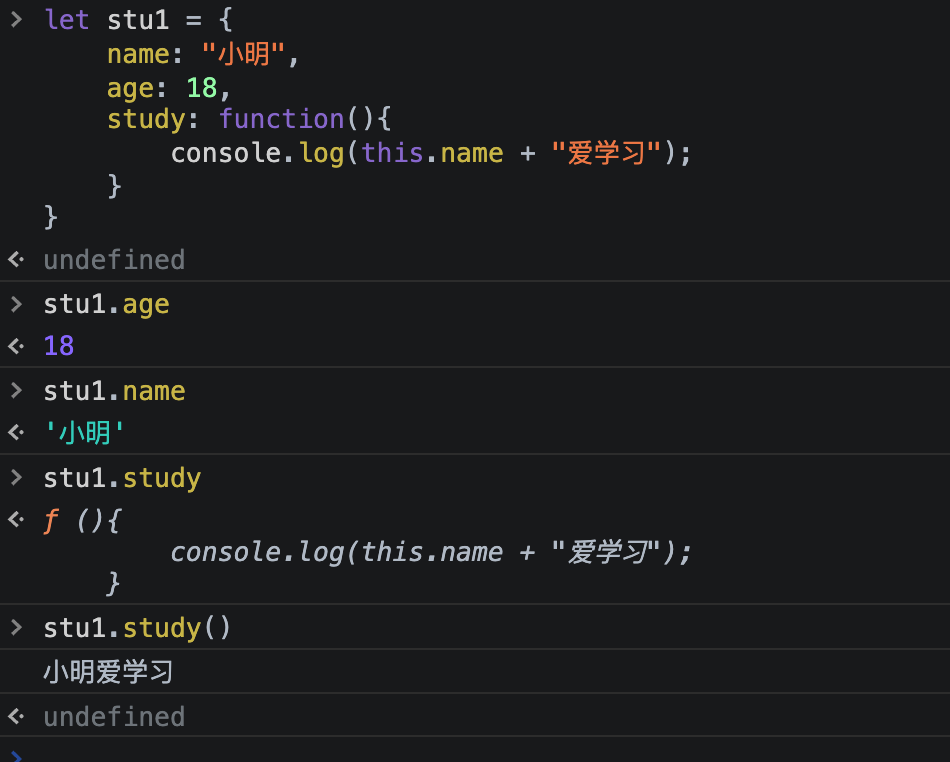 > let stu1 = {
name: "小明",
age: 18,
study: function(){
console.log(this.name + "爱学习");
}
}
undefined
> stu1.age
18
> stu1.name
'小明'
> stu1.study
ƒ (){
console.log(this.name + "爱学习");
}
> stu1.study()
小明爱学习
undefined
>